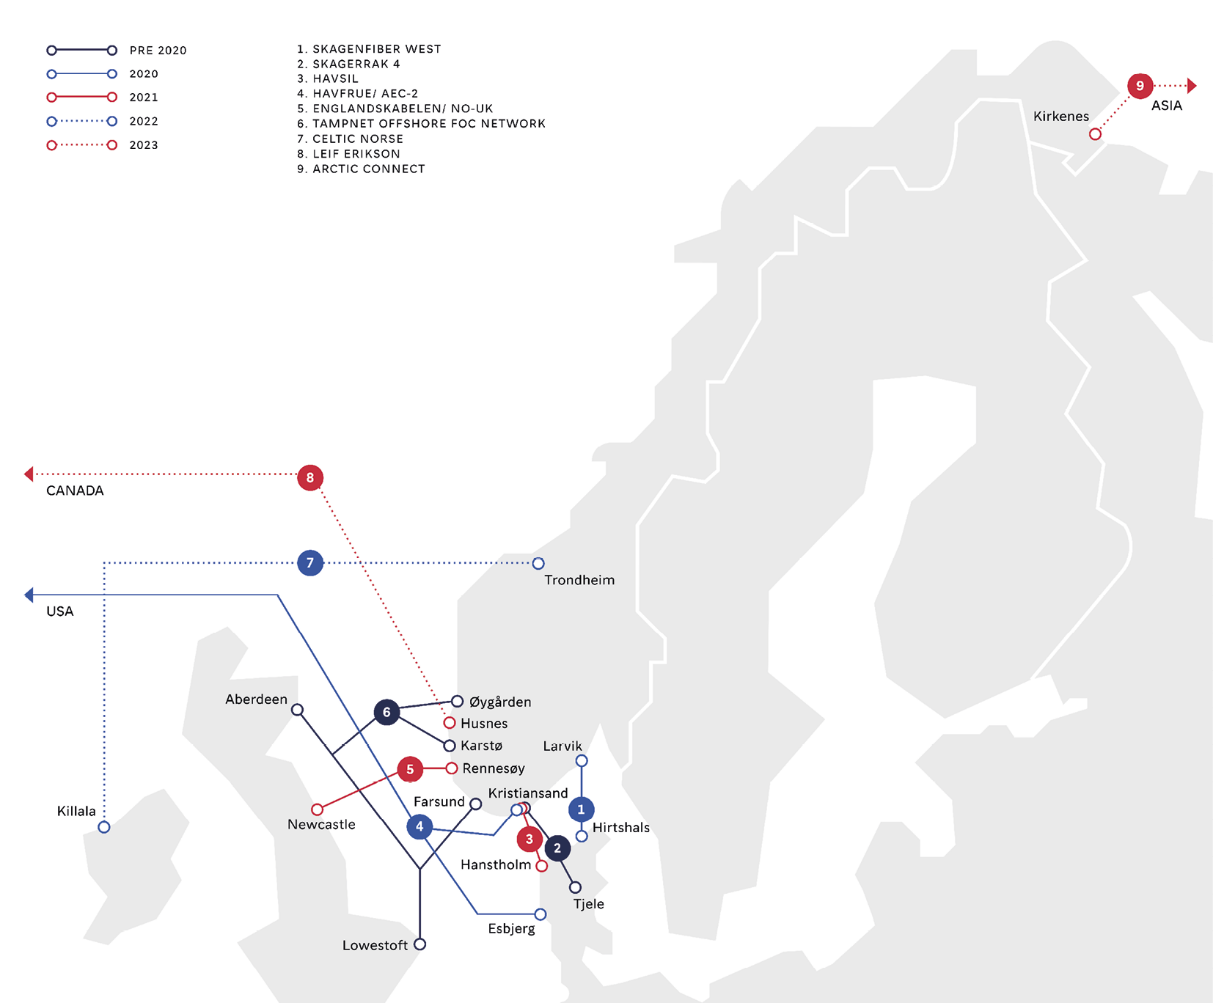 PRE 2020
2020
2021
2022
2023
1. SKAGENFIBER WEST
2. SKAGERRAK 4
3. HAVSIL
4. HAVFRUE/ AEC-2
5. ENGLANDSKABELEN/ NO-UK
6. TAMPNET OFFSHORE FOC NETWORK
7. CELTIC NORSE
8. LEIF ERIKSON
9. ARCTIC CONNECT
9
ASIA
Kirkenes
8
CANADA
7
Trondheim
USA
Aberdeen
6
Øygården
Husnes
Karstø
Larvik
5
Rennesøy
Kristiansand
Farsund
Killala
Newcastle
4
1
Hirtshals
3
2
Hanstholm
Tjele
Esbjerg
Lowestoft